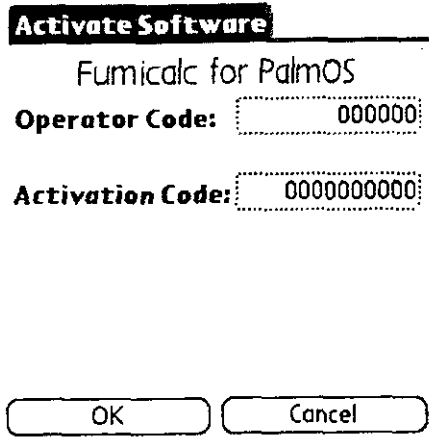 Activate Software
Fumicalc for PalmOS
Operator Code: 000000
Activation Code: 0000000000
OK Cancel